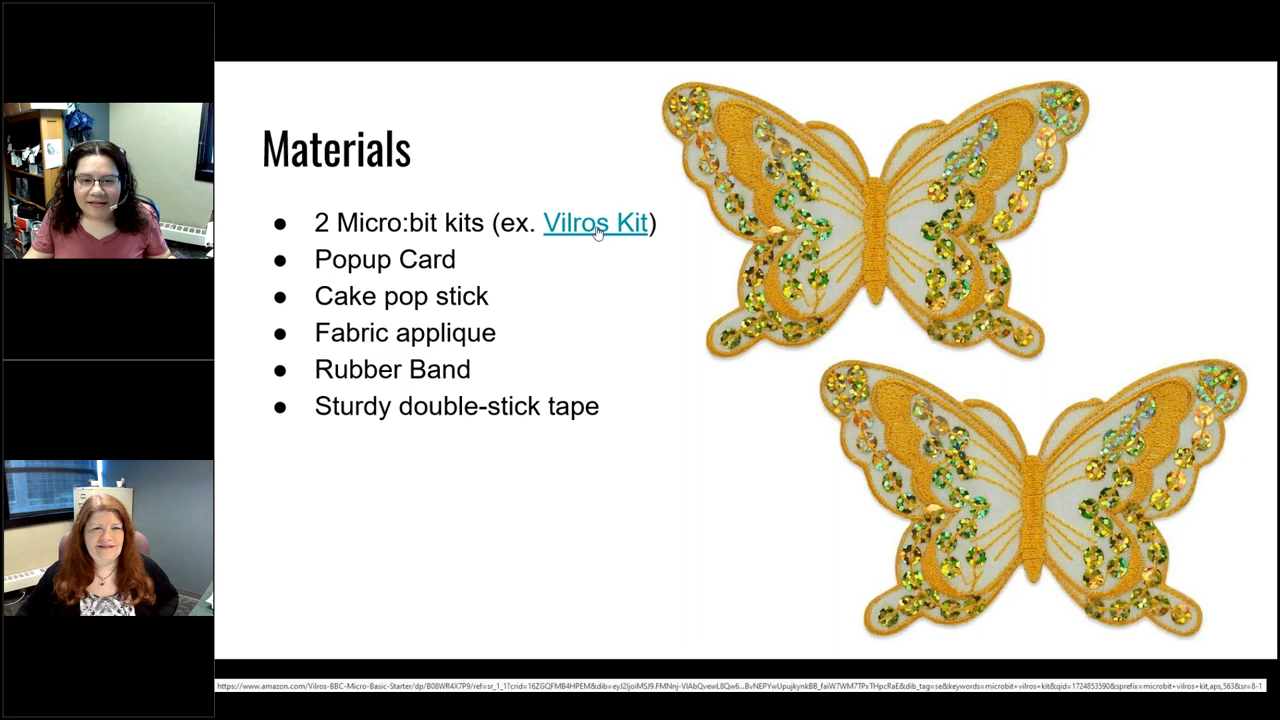 Materials
● 2 Micro:bit kits (ex. Vilros Kit)
● Popup Card
● Cake pop stick
● Fabric applique
● Rubber Band
● Sturdy double-stick tape